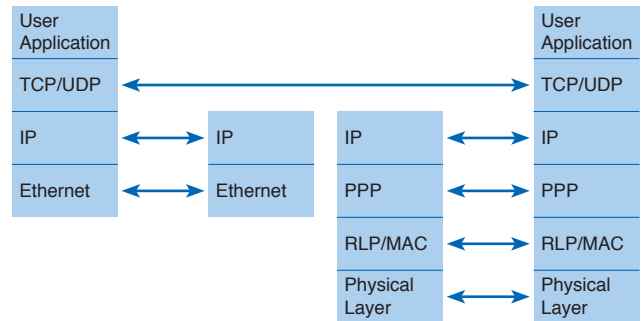 User
Application
User
Application
TCP/UDP
TCP/UDP
IP
IP
IP
IP
Ethernet
Ethernet
PPP
PPP
RLP/MAC
RLP/MAC
Physical
Layer
Physical
Layer